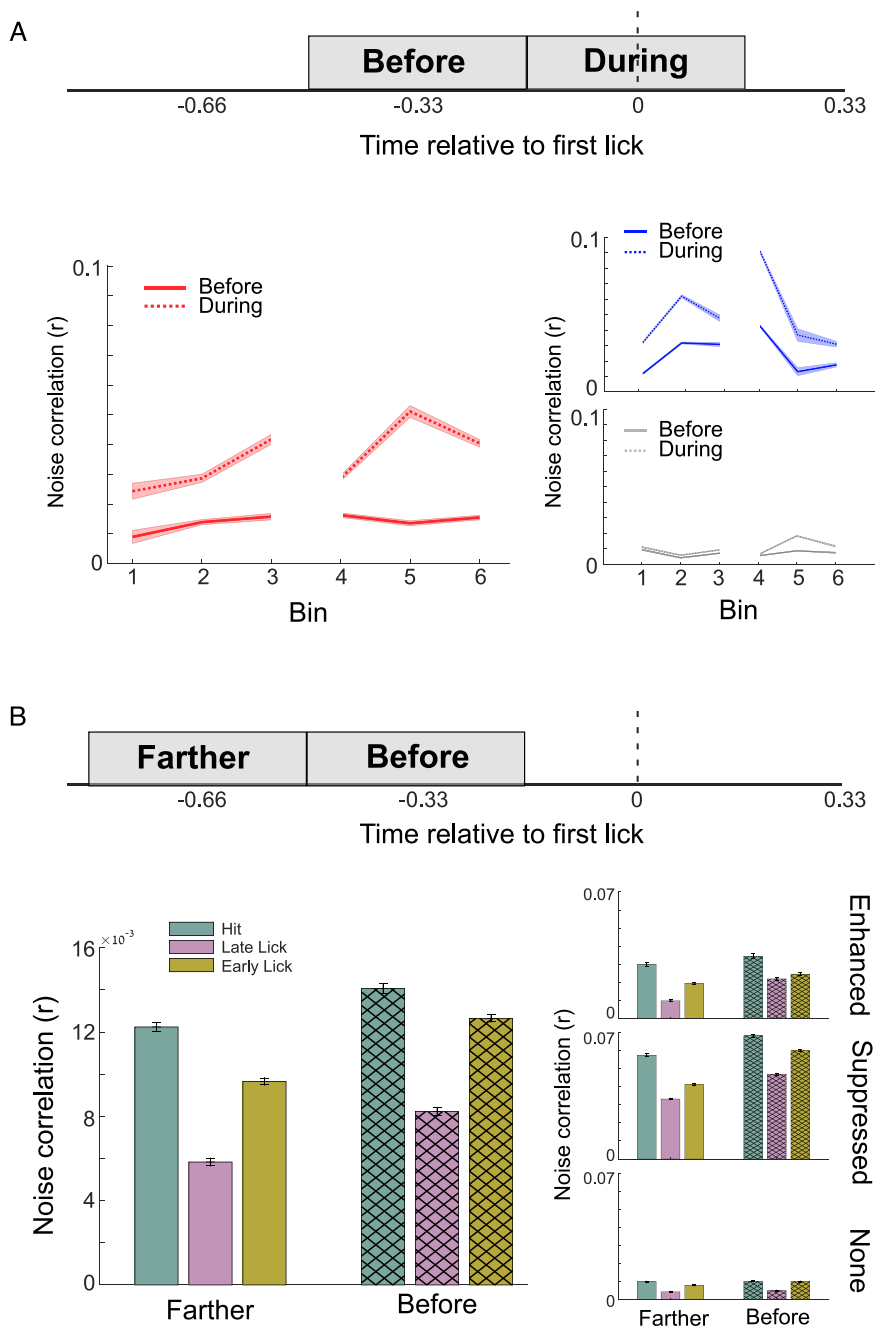 A
Before During
-0.66 -0.33 0 0.33
Time relative to first lick
0.1
Before
During
Noise correlation (r)
0
1 2 3 4 5 6
Bin
Before
During
0.1
0
Before
During
0.1
0
Noise correlation (r)
1 2 3 4 5 6
Bin
B
Farther Before
-0.66 -0.33 0 0.33
Time relative to first lick
×10⁻³
16
12
8
4
0
Hit
Late Lick
Early Lick
Noise correlation (r)
Farther Before
0.07
0
Enhanced
0.07
0
Suppressed
0.07
0
None
Noise correlation (r)
Farther Before